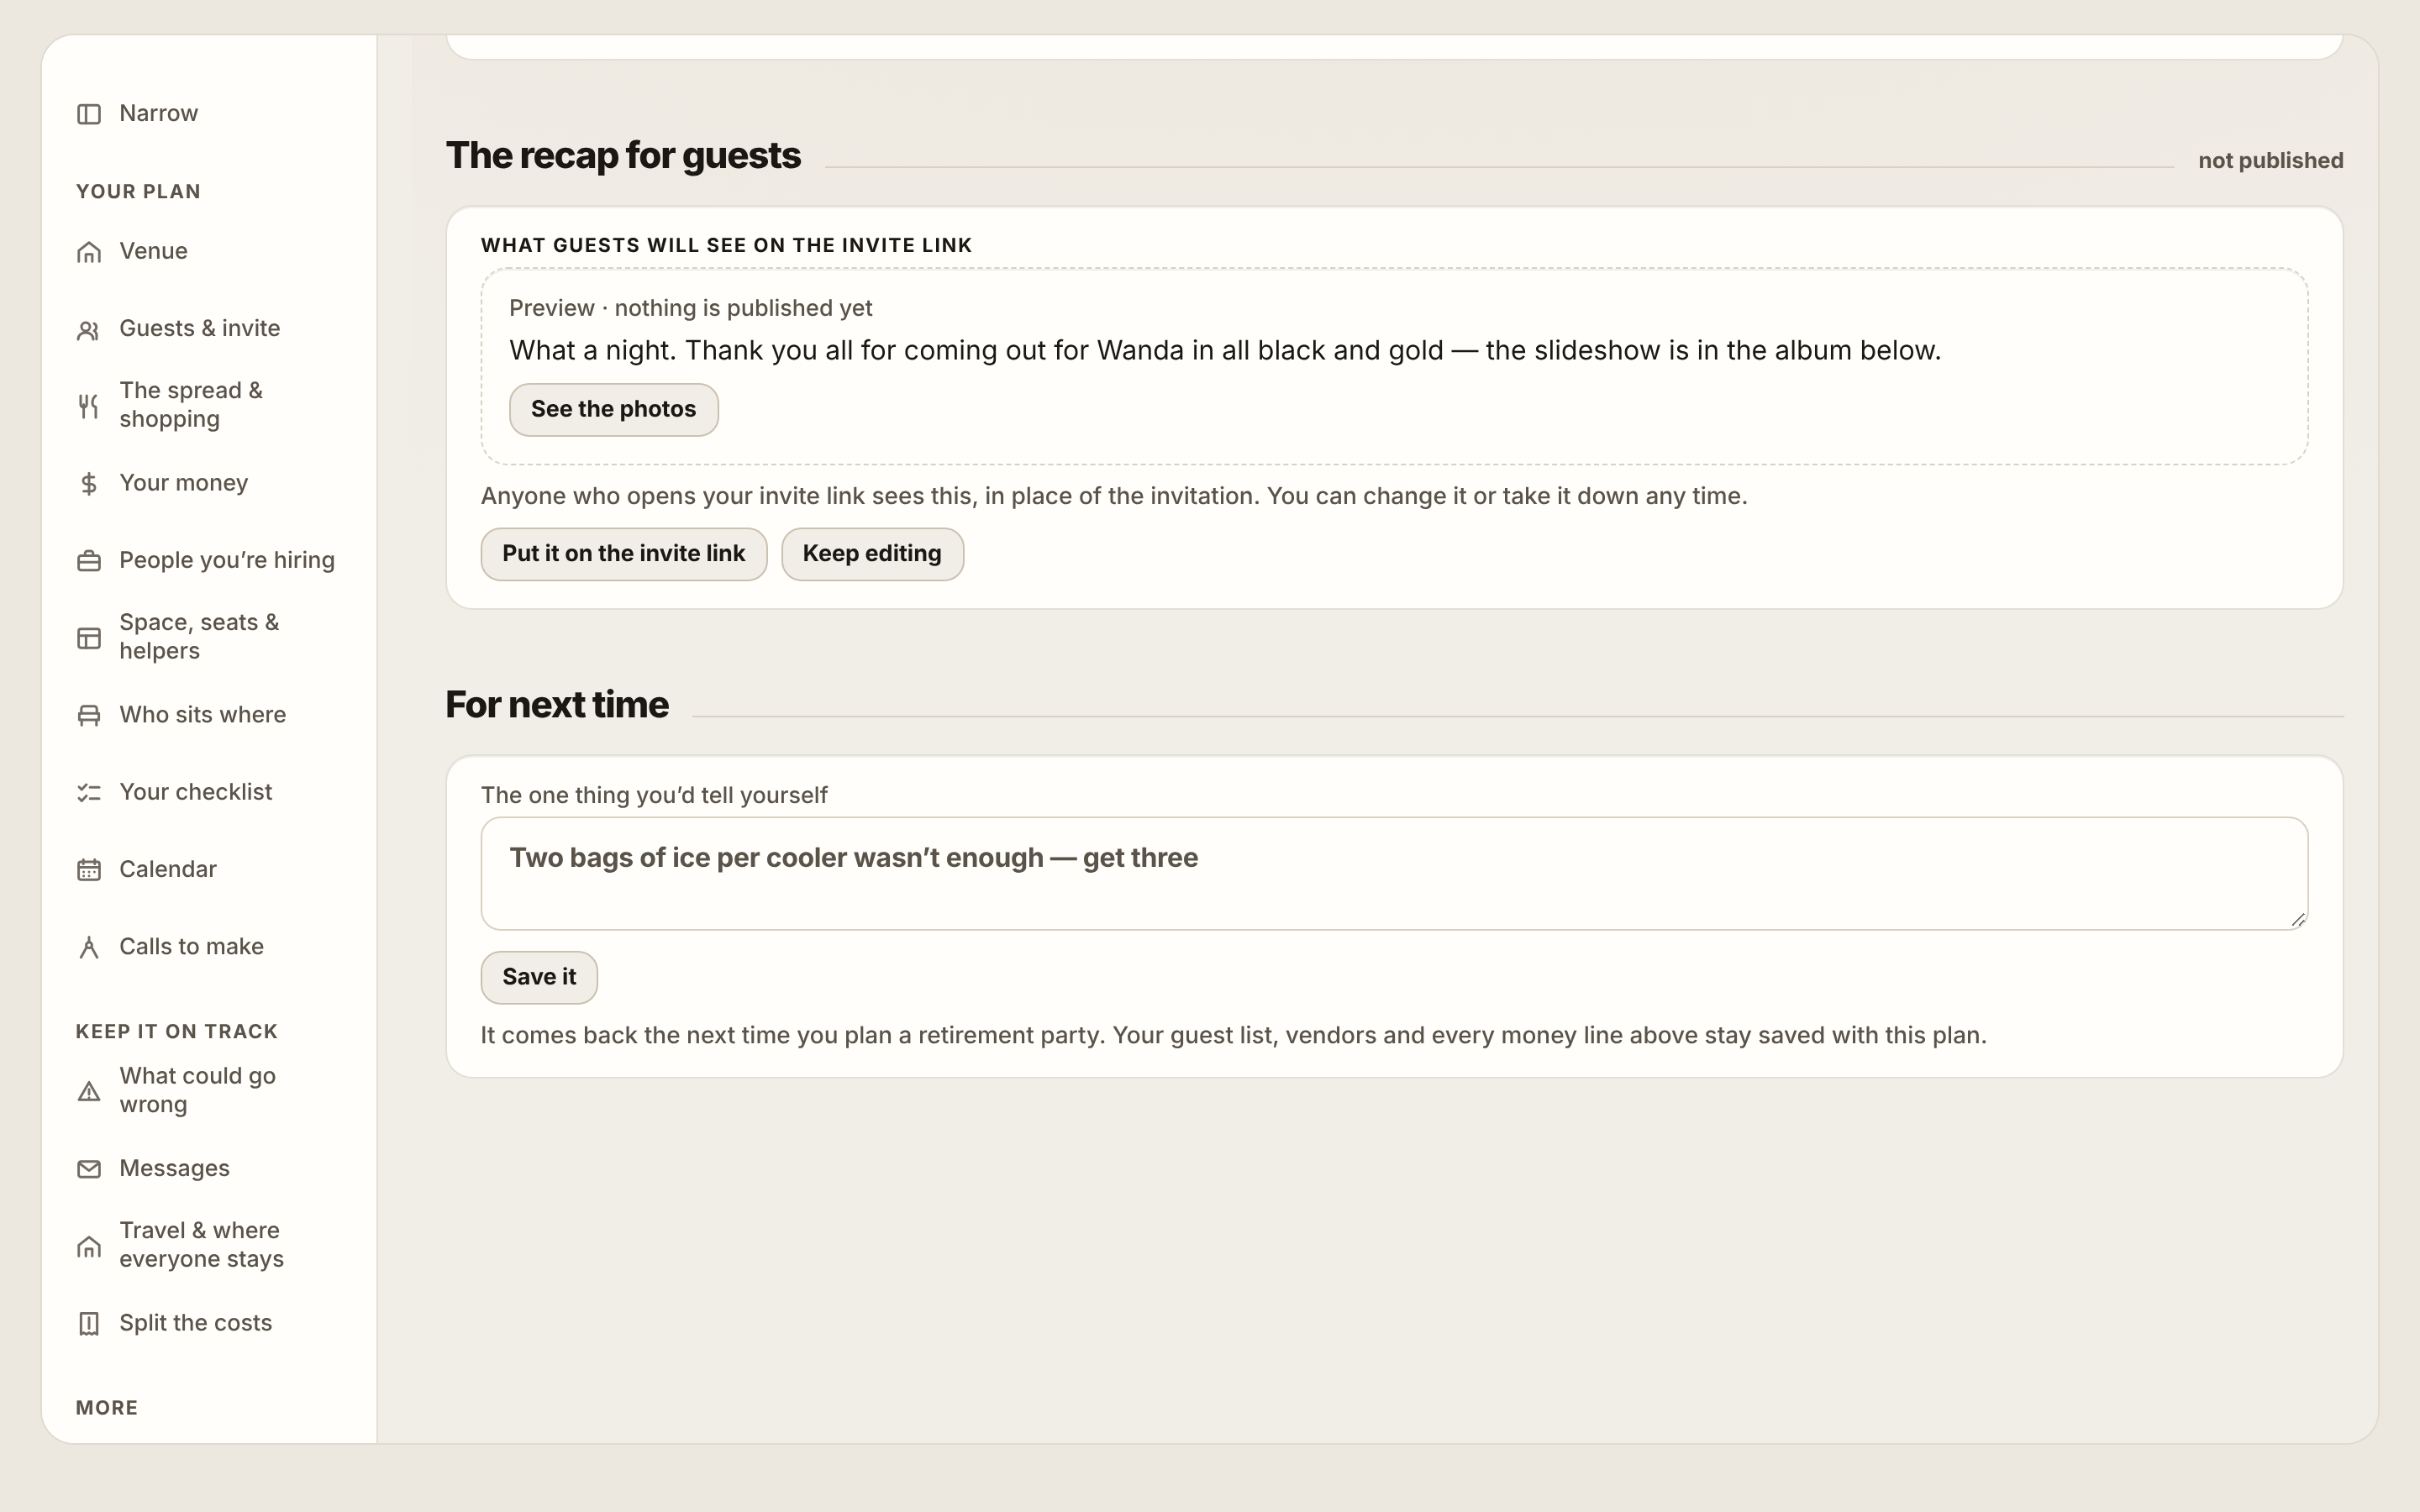 Narrow
YOUR PLAN
Venue
Guests & invite
The spread &
shopping
Your money
People you’re hiring
Space, seats &
helpers
Who sits where
Your checklist
Calendar
Calls to make
KEEP IT ON TRACK
What could go
wrong
Messages
Travel & where
everyone stays
Split the costs
MORE
The recap for guests
not published
WHAT GUESTS WILL SEE ON THE INVITE LINK
Preview · nothing is published yet
What a night. Thank you all for coming out for Wanda in all black and gold — the slideshow is in the album below.
See the photos
Anyone who opens your invite link sees this, in place of the invitation. You can change it or take it down any time.
Put it on the invite link
Keep editing
For next time
The one thing you’d tell yourself
Two bags of ice per cooler wasn’t enough — get three
Save it
It comes back the next time you plan a retirement party. Your guest list, vendors and every money line above stay saved with this plan.